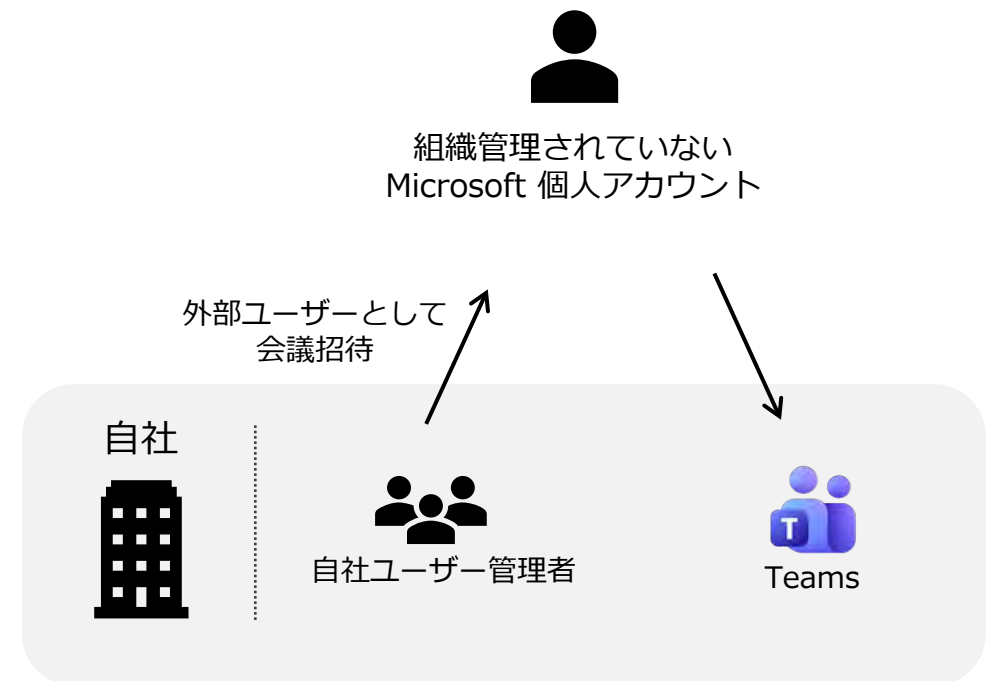 組織管理されていない
Microsoft 個人アカウント
外部ユーザーとして
会議招待
自社
自社ユーザー管理者
T
Teams